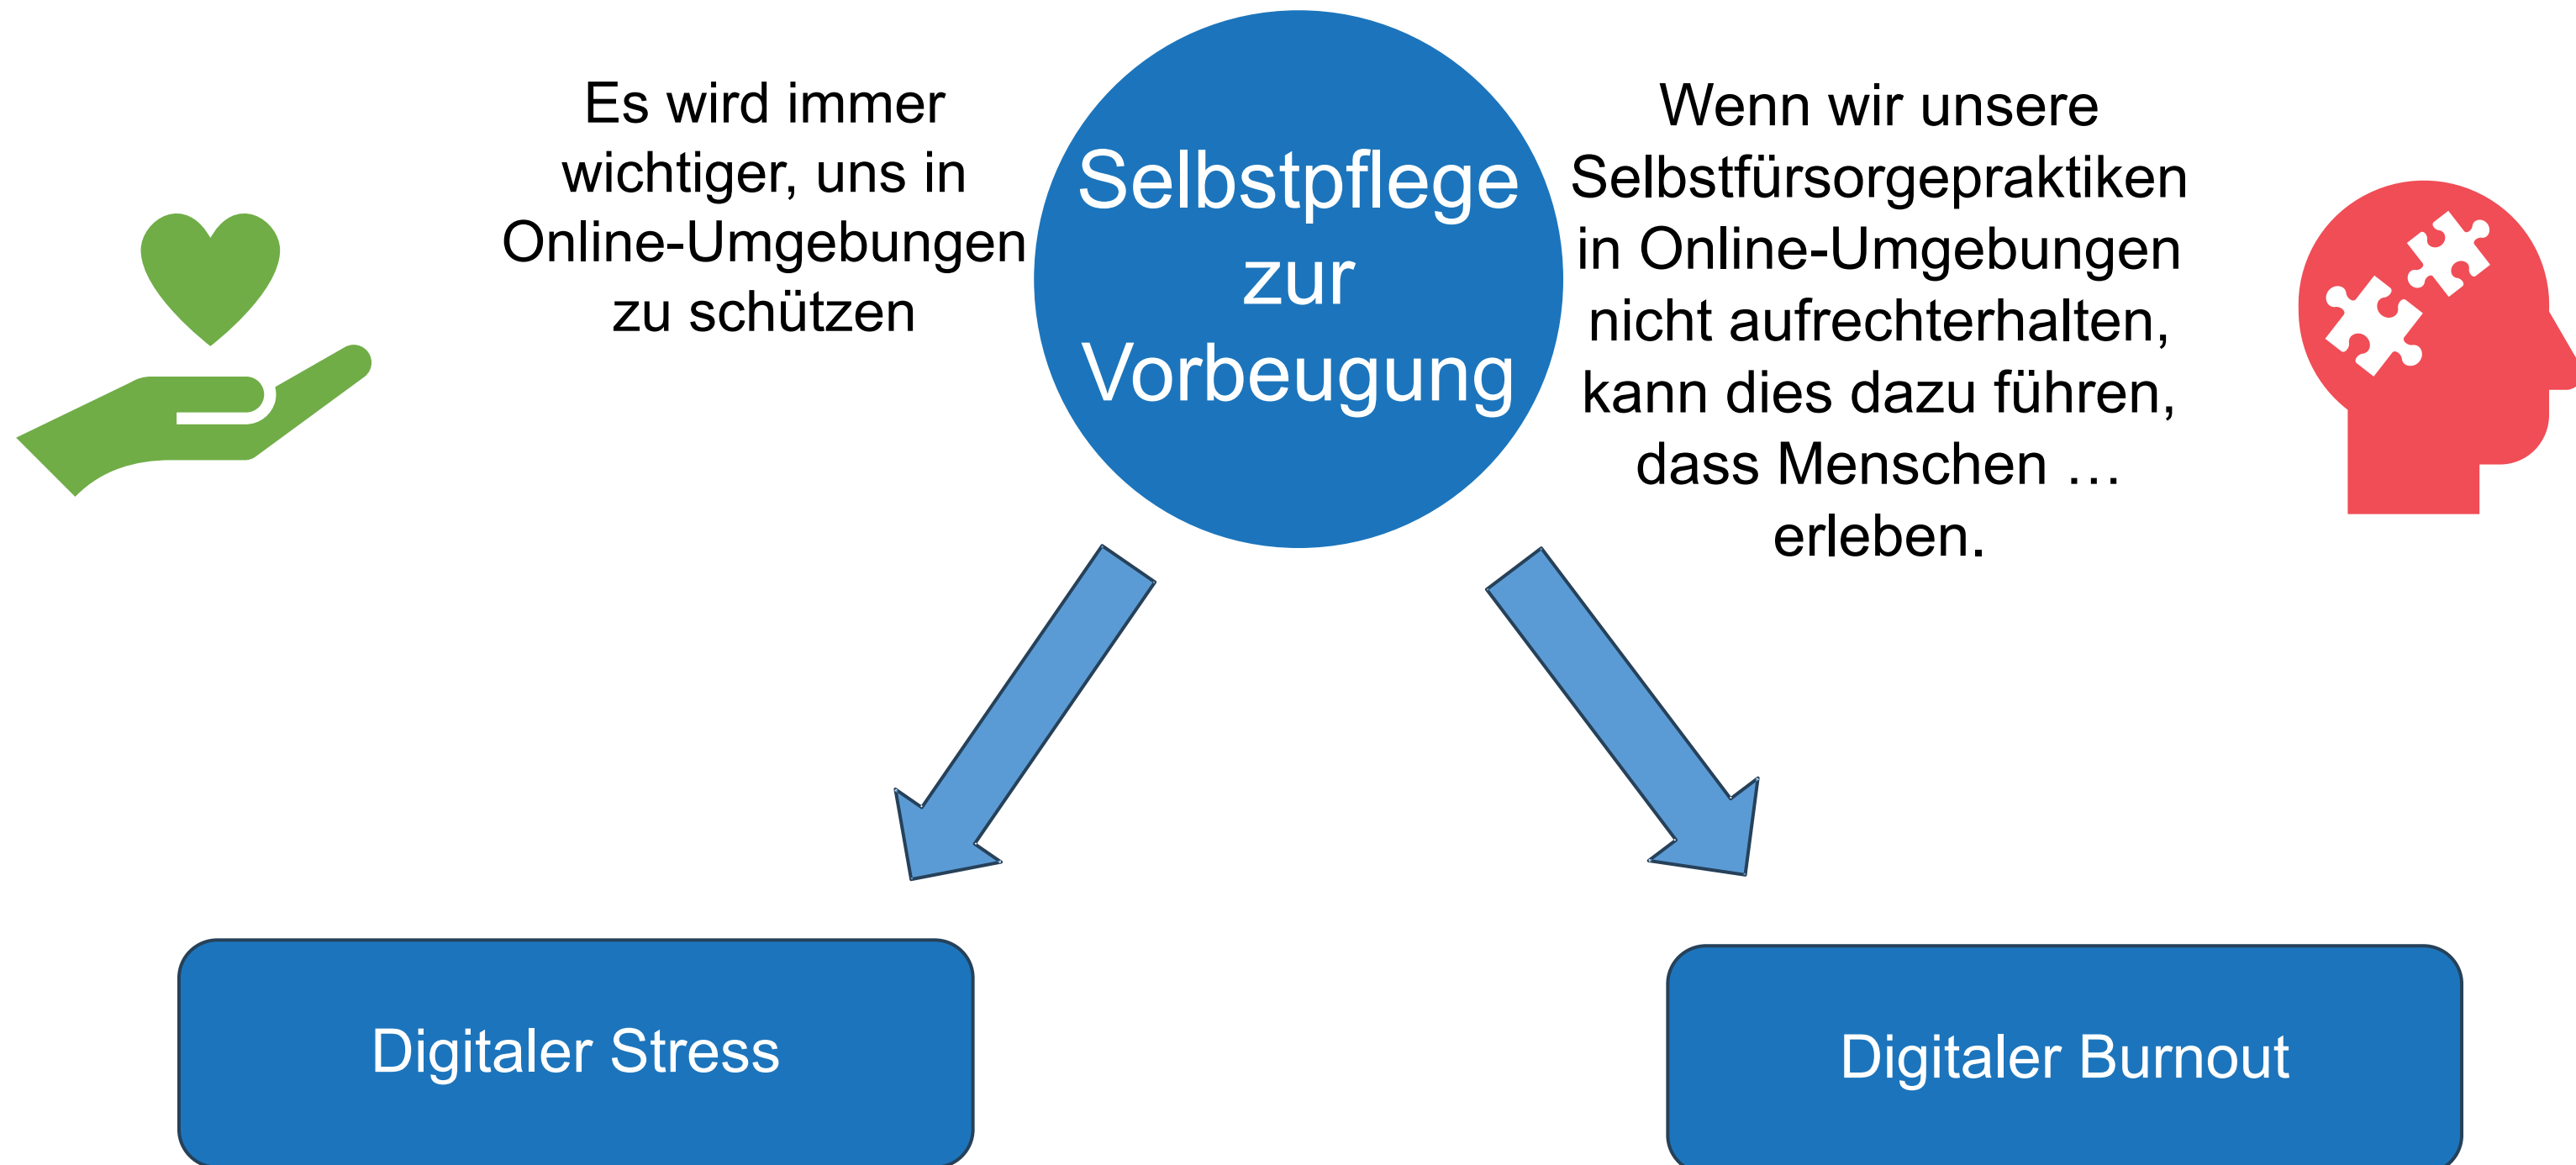 Es wird immer
wichtiger, uns in
Online-Umgebungen
zu schützen
Selbstpflege
zur
Vorbeugung
Wenn wir unsere
Selbstfürsorgepraktiken
in Online-Umgebungen
nicht aufrechterhalten,
kann dies dazu führen,
dass Menschen …
erleben.
Digitaler Stress
Digitaler Burnout